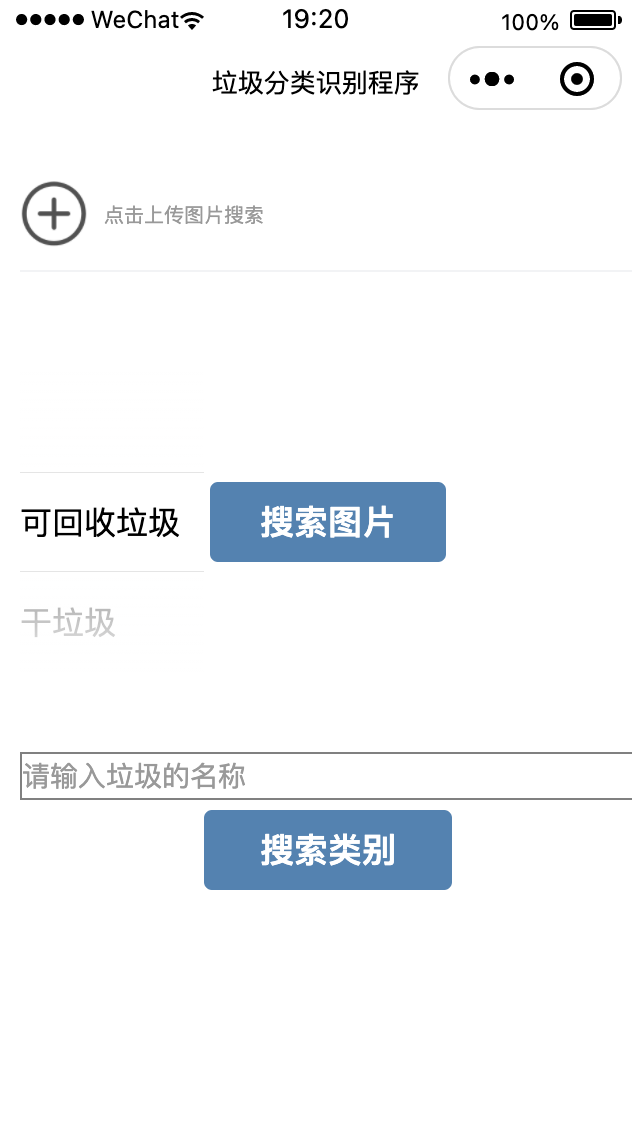 WeChat 19:20 100%
垃圾分类识别程序
点击上传图片搜索
可回收垃圾 搜索图片
干垃圾
请输入垃圾的名称
搜索类别